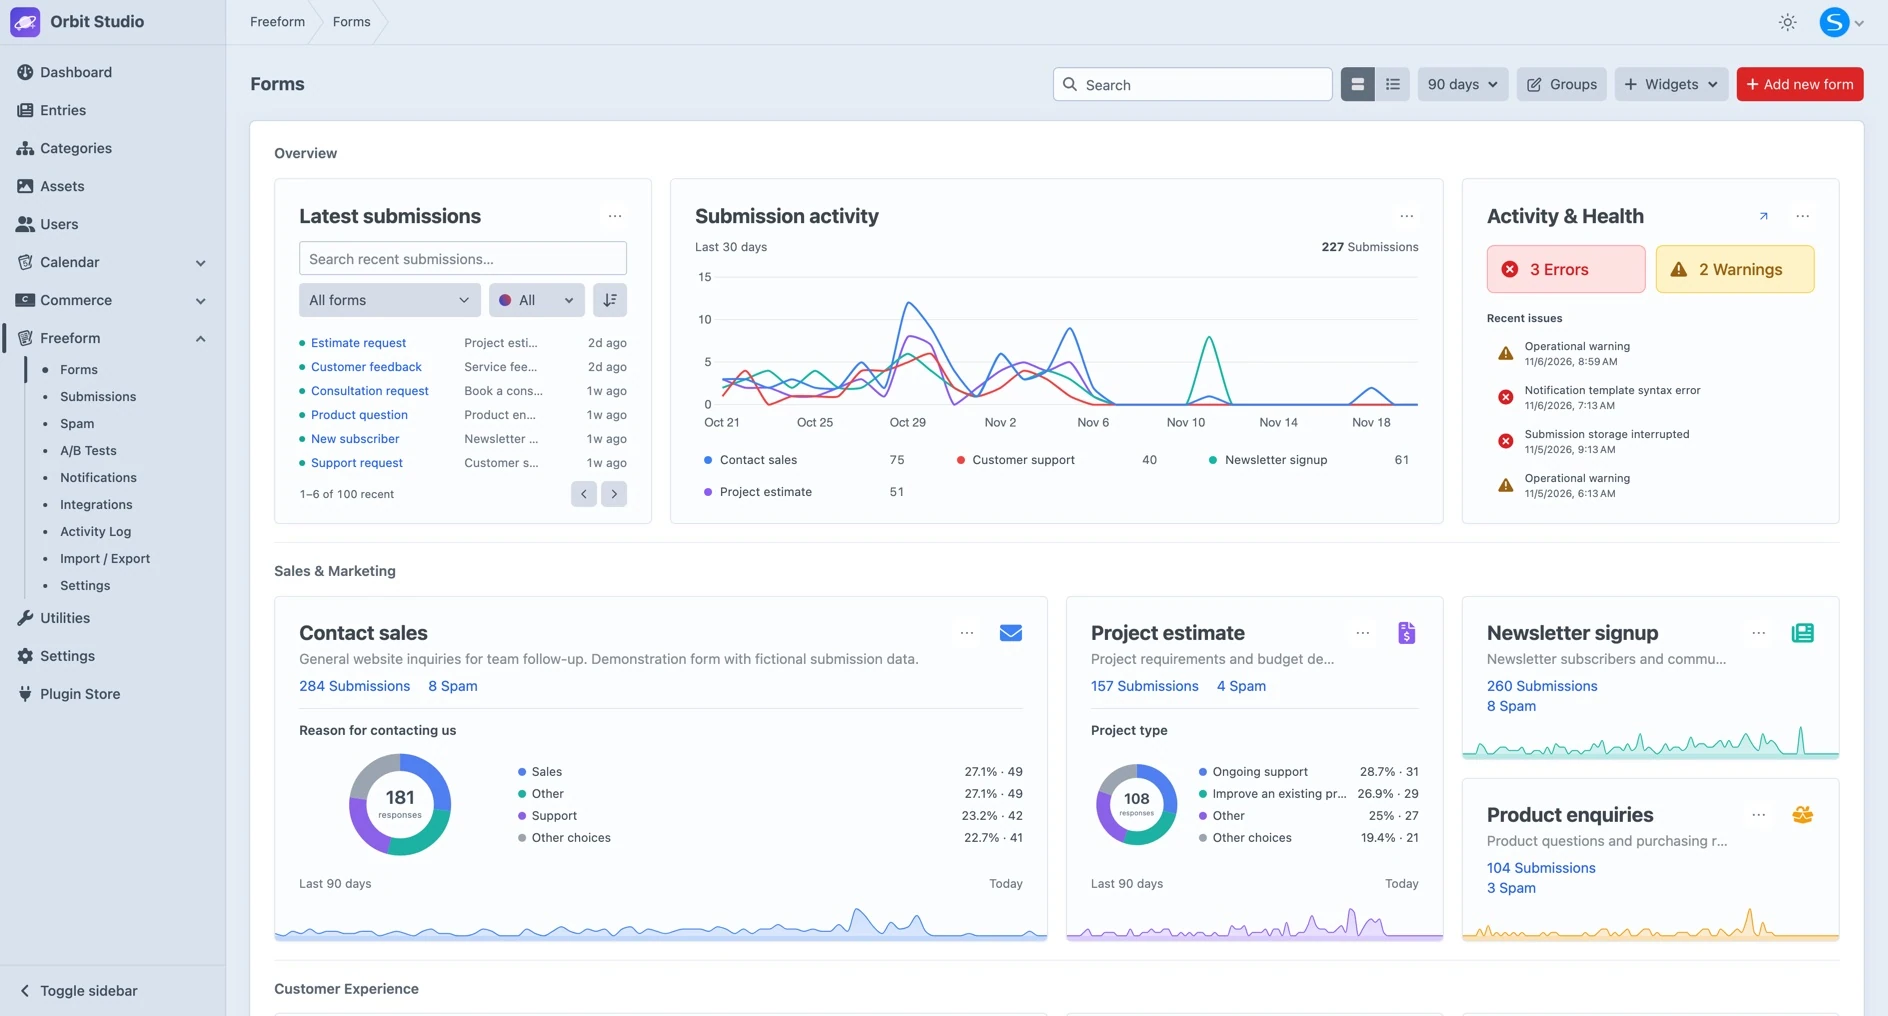 Orbit Studio
Freeform
Forms
Dashboard
Entries
Categories
Assets
Users
Calendar
Commerce
Freeform
Forms
Submissions
Spam
A/B Tests
Notifications
Integrations
Activity Log
Import / Export
Settings
Utilities
Settings
Plugin Store
Toggle sidebar
Forms
Search
90 days
Groups
Widgets
Add new form
Overview
Latest submissions
Search recent submissions...
All forms
All
Estimate request Project esti... 2d ago
Customer feedback Service fee... 2d ago
Consultation request Book a cons... 1w ago
Product question Product en... 1w ago
New subscriber Newsletter ... 1w ago
Support request Customer s... 1w ago
1–6 of 100 recent
Submission activity
Last 30 days 227 Submissions
15
10
5
0
Oct 21 Oct 25 Oct 29 Nov 2 Nov 6 Nov 10 Nov 14 Nov 18
Contact sales 75 Customer support 40 Newsletter signup 61
Project estimate 51
Activity & Health
3 Errors
2 Warnings
Recent issues
Operational warning
11/6/2026, 8:59 AM
Notification template syntax error
11/6/2026, 7:13 AM
Submission storage interrupted
11/5/2026, 9:13 AM
Operational warning
11/5/2026, 6:13 AM
Sales & Marketing
Contact sales
General website inquiries for team follow-up. Demonstration form with fictional submission data.
284 Submissions 8 Spam
Reason for contacting us
181
responses
Sales 27.1% · 49
Other 27.1% · 49
Support 23.2% · 42
Other choices 22.7% · 41
Last 90 days Today
Project estimate
Project requirements and budget de...
157 Submissions 4 Spam
Project type
108
responses
Ongoing support 28.7% · 31
Improve an existing pr... 26.9% · 29
Other 25% · 27
Other choices 19.4% · 21
Last 90 days Today
Newsletter signup
Newsletter subscribers and commu...
260 Submissions
8 Spam
Product enquiries
Product questions and purchasing r...
104 Submissions
3 Spam
Customer Experience